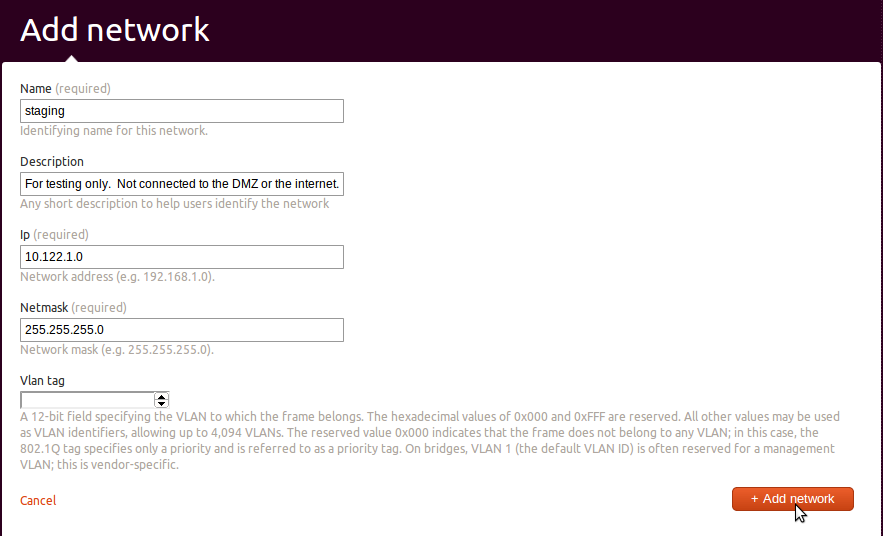 Add network
Name (required)
staging
Identifying name for this network.
Description
For testing only.  Not connected to the DMZ or the internet.
Any short description to help users identify the network
Ip (required)
10.122.1.0
Network address (e.g. 192.168.1.0).
Netmask (required)
255.255.255.0
Network mask (e.g. 255.255.255.0).
Vlan tag
A 12-bit field specifying the VLAN to which the frame belongs. The hexadecimal values of 0x000 and 0xFFF are reserved. All other values may be used
as VLAN identifiers, allowing up to 4,094 VLANs. The reserved value 0x000 indicates that the frame does not belong to any VLAN; in this case, the
802.1Q tag specifies only a priority and is referred to as a priority tag. On bridges, VLAN 1 (the default VLAN ID) is often reserved for a management
VLAN; this is vendor-specific.
Cancel
+ Add network